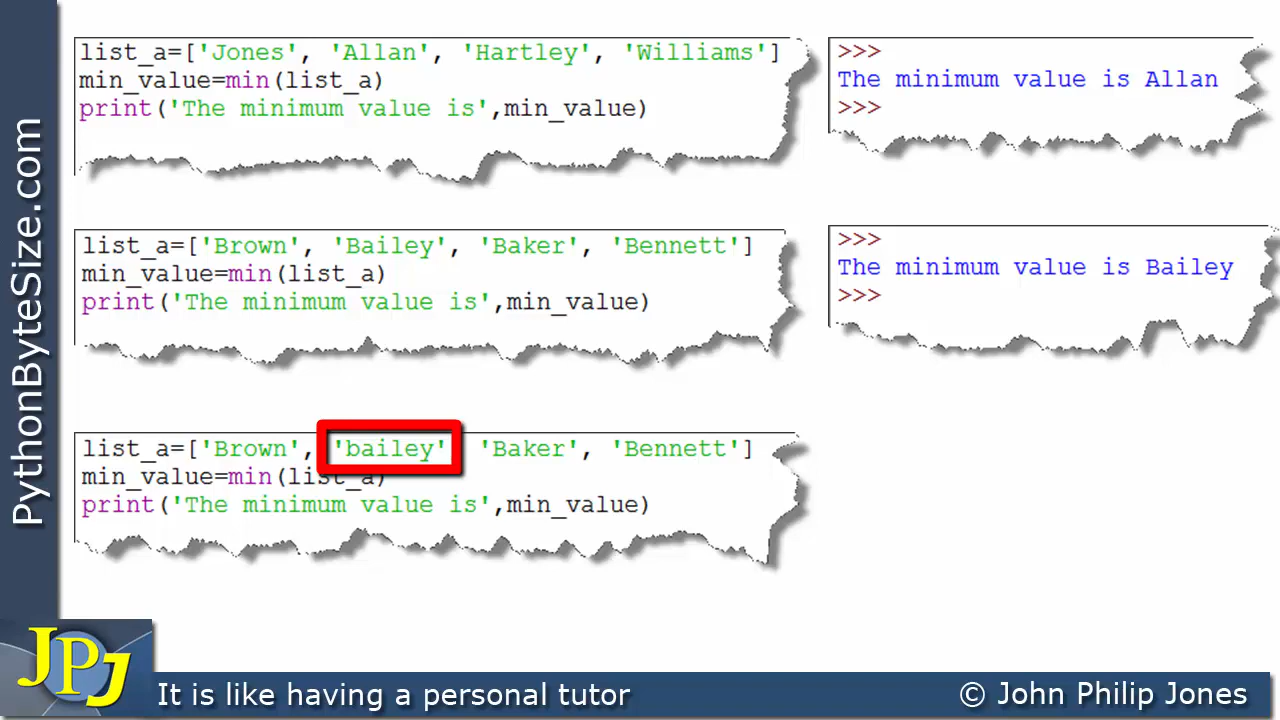 PythonByteSize.com
list_a=['Jones', 'Allan', 'Hartley', 'Williams']
min_value=min(list_a)
print('The minimum value is',min_value)
>>>
The minimum value is Allan
>>>
list_a=['Brown', 'Bailey', 'Baker', 'Bennett']
min_value=min(list_a)
print('The minimum value is',min_value)
>>>
The minimum value is Bailey
>>>
list_a=['Brown', 'bailey' 'Baker', 'Bennett']
min_value=min(list_a)
print('The minimum value is',min_value)
JPJ
It is like having a personal tutor
© John Philip Jones